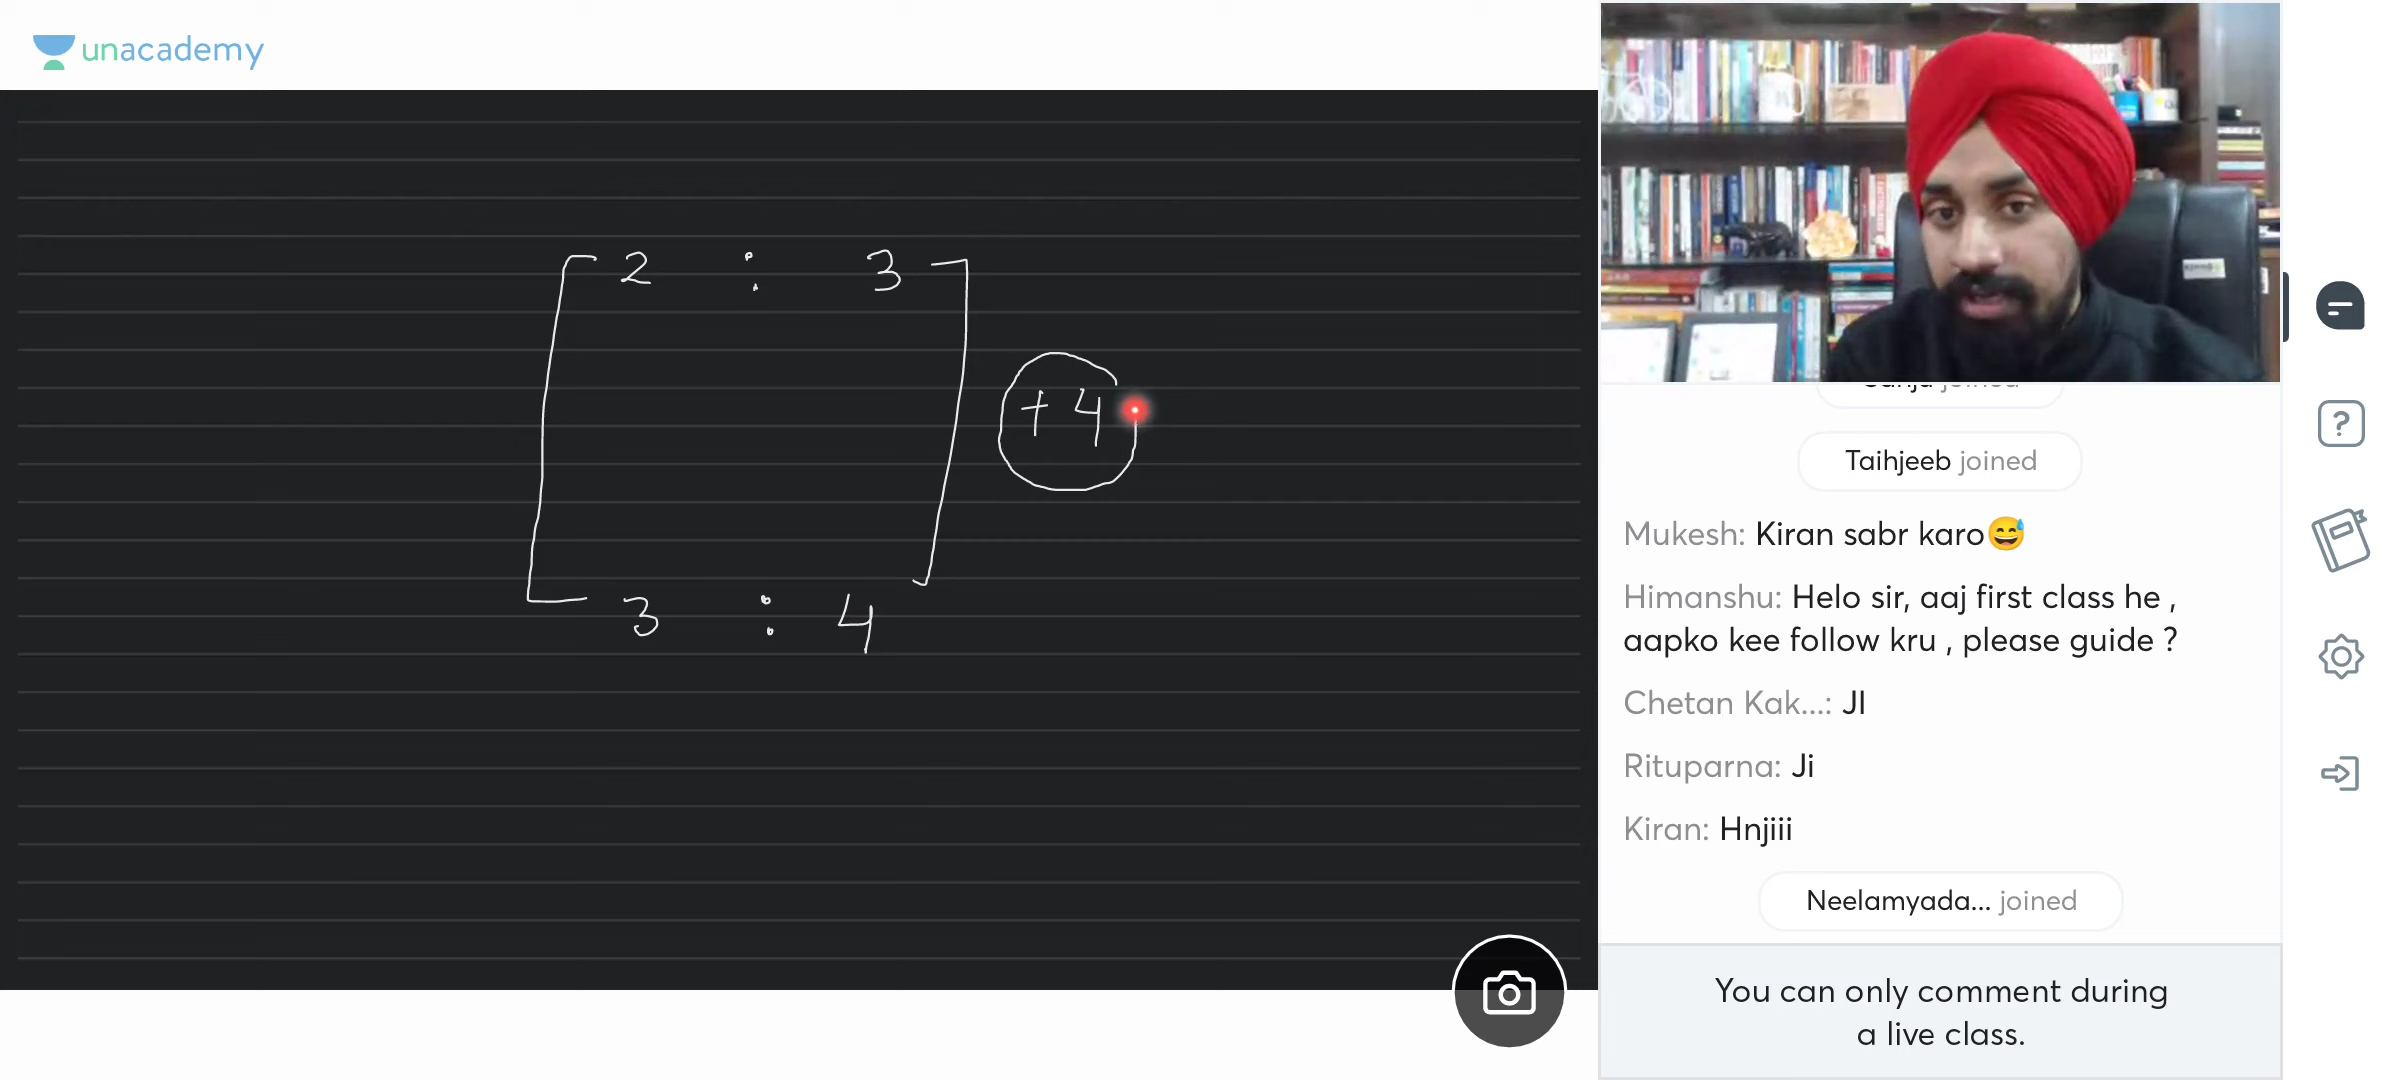 unacademy
2 : 3
+ 4
3 : 4
Taihjeeb joined
Mukesh: Kiran sabr karo😅
Himanshu: Helo sir, aaj first class he ,
aapko kee follow kru , please guide ?
Chetan Kak...: JI
Rituparna: Ji
Kiran: Hnjiii
Neelamyada... joined
You can only comment during
a live class.